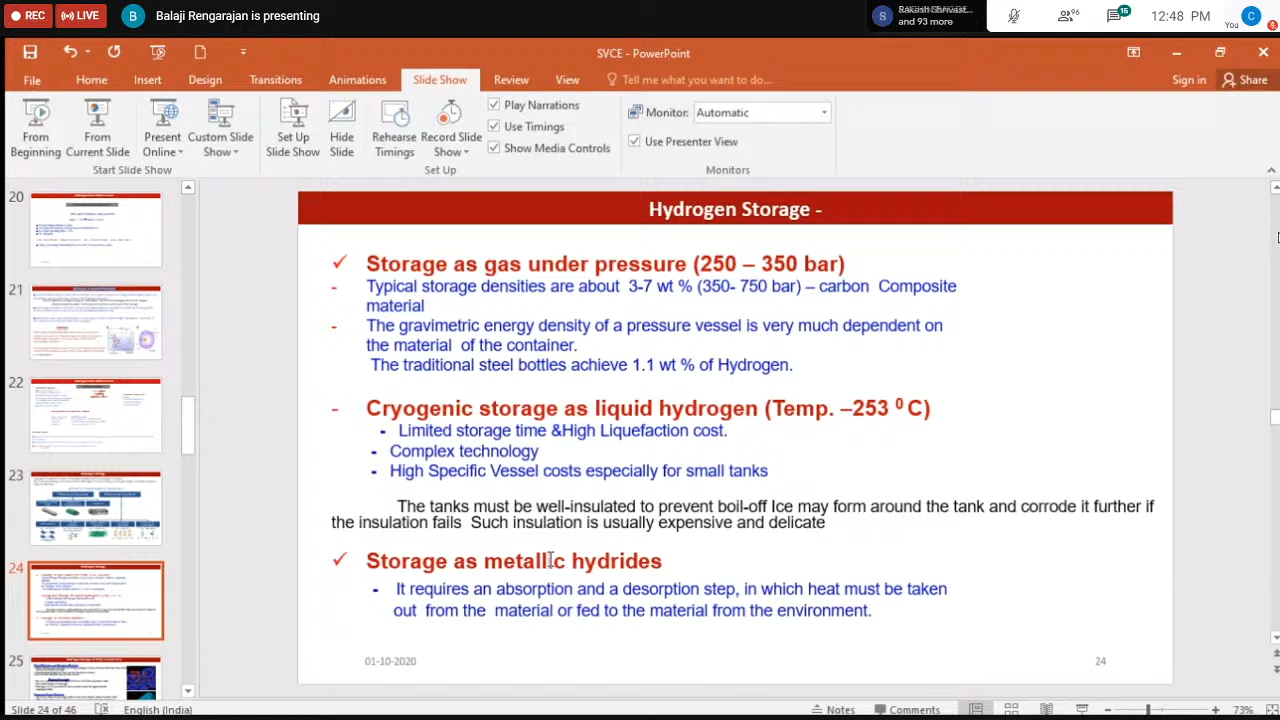 REC
LIVE
B
Balaji Rengarajan is presenting
S
and 93 more
96
15
12:48 PM
You
C
SVCE - PowerPoint
File
Home
Insert
Design
Transitions
Animations
Slide Show
Review
View
Tell me what you want to do...
Sign in
Share
From Beginning
From Current Slide
Present Online
Custom Slide Show
Set Up Slide Show
Hide Slide
Rehearse Timings
Record Slide Show
Play Narrations
Use Timings
Show Media Controls
Monitor:
Automatic
Use Presenter View
Start Slide Show
Set Up
Monitors
20
21
22
23
24
25
Hydrogen Storage -
✓ Storage as gas under pressure (250 – 350 Bar)
- Typical storage densities are about 3-7 wt % (350- 750 bar) – carbon Composite
material
The gravimetric energy density of a pressure vessel is very much dependent on
the material of the container.
The traditional steel bottles achieve 1.1 wt % of Hydrogen.
- Cryogenic storage as liquid hydrogen Temp. –253 0 C)
Limited storage time &High Liquefaction cost.
Complex technology
High Specific Vessel costs especially for small tanks
The tanks must be well-insulated to prevent boil-off Ice may form around the tank and corrode it further if
the insulation fails is usually expensive and delicate
✓ Storage as metallic hydrides
Requires and a desorption step, heat must be taken
out from the system or fed to the material from environment.
01-10-2020
24
Slide 24 of 46
English (India)
Notes
Comments
73%